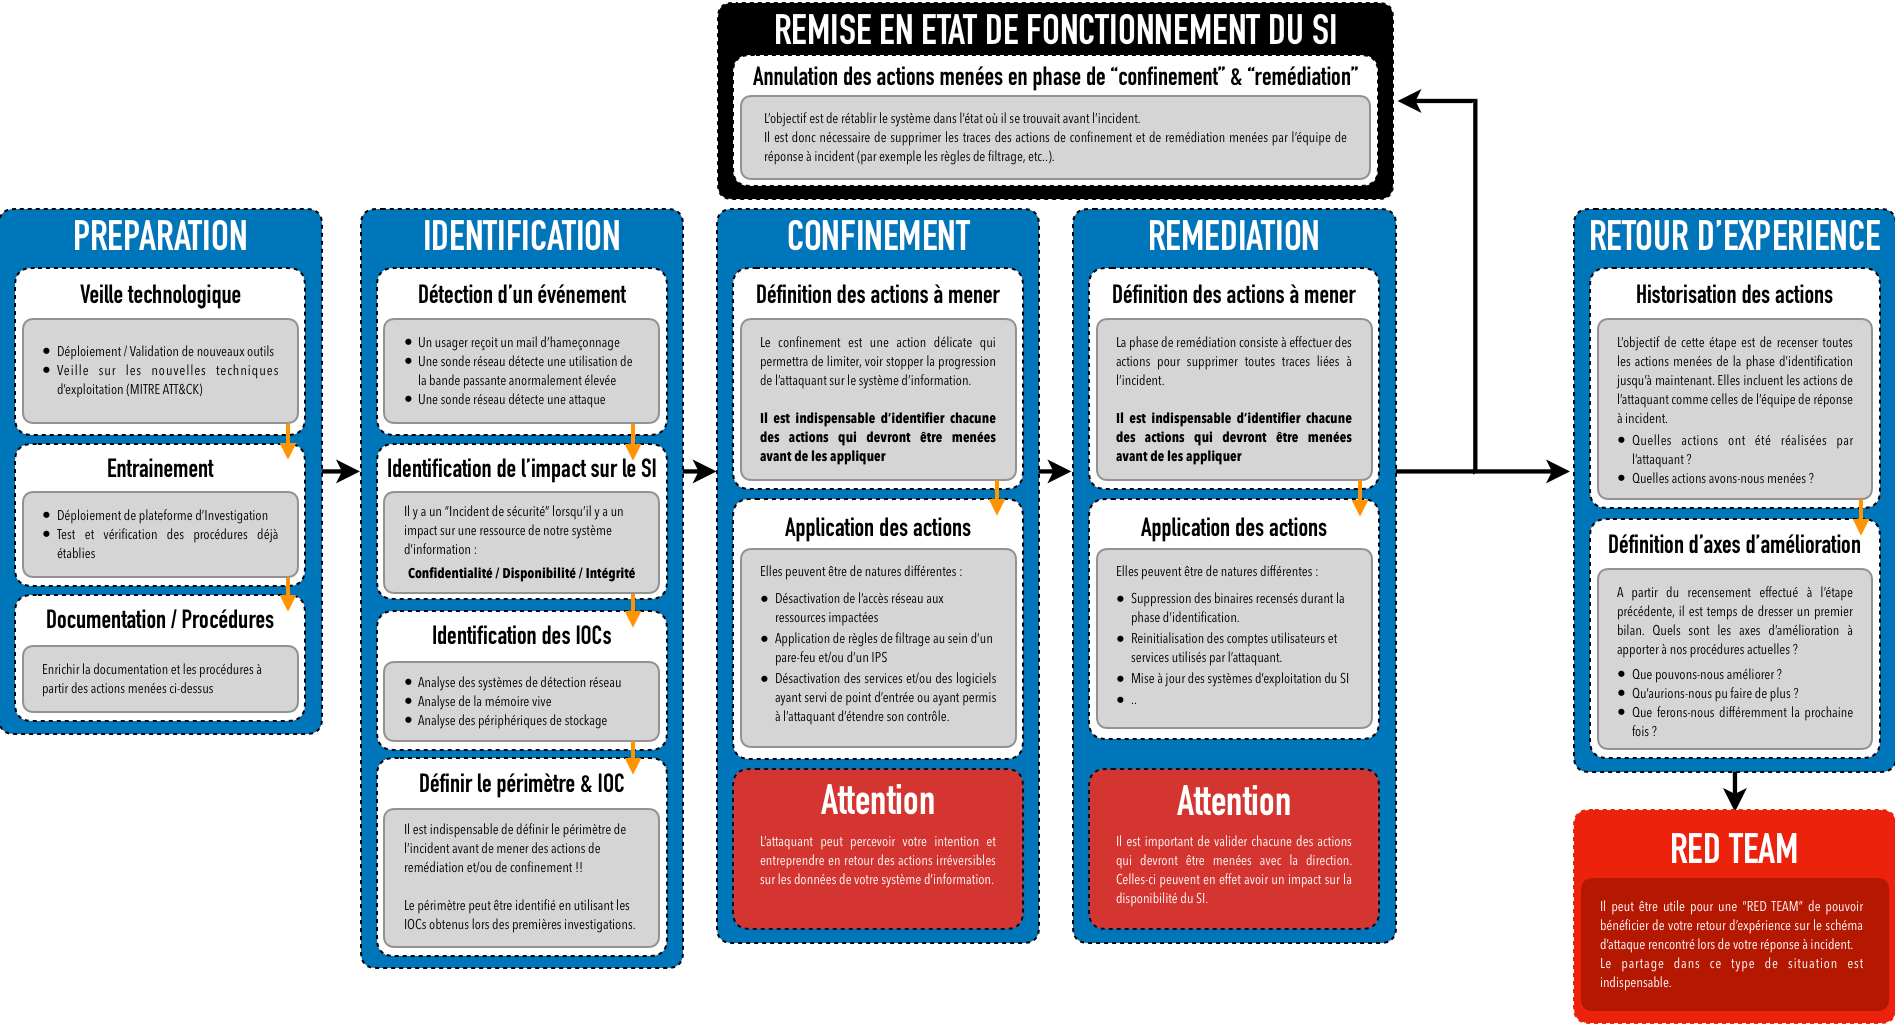 REMISE EN ETAT DE FONCTIONNEMENT DU SI
Annulation des actions menées en phase de “confinement” & “remédiation”
L’objectif est de rétablir le système dans l’état où il se trouvait avant l’incident.
Il est donc nécessaire de supprimer les traces des actions de confinement et de remédiation menées par l’équipe de
réponse à incident (par exemple les règles de filtrage, etc..).
PREPARATION
Veille technologique
● Déploiement / Validation de nouveaux outils
● Veille sur les nouvelles techniques
d’exploitation (MITRE ATT&CK)
Entrainement
● Déploiement de plateforme d’Investigation
● Test et vérification des procédures déjà
établies
Documentation / Procédures
Enrichir la documentation et les procédures à
partir des actions menées ci-dessus
IDENTIFICATION
Détection d’un événement
● Un usager reçoit un mail d’hameçonnage
● Une sonde réseau détecte une utilisation de
la bande passante anormalement élevée
● Une sonde réseau détecte une attaque
Identification de l’impact sur le SI
Il y a un “Incident de sécurité” lorsqu’il y a un
impact sur une ressource de notre système
d’information :
Confidentialité / Disponibilité / Intégrité
Identification des IOCs
● Analyse des systèmes de détection réseau
● Analyse de la mémoire vive
● Analyse des périphériques de stockage
Définir le périmètre & IOC
Il est indispensable de définir le périmètre de
l’incident avant de mener des actions de
remédiation et/ou de confinement !!
Le périmètre peut être identifié en utilisant les
IOCs obtenus lors des premières investigations.
CONFINEMENT
Définition des actions à mener
Le confinement est une action délicate qui
permettra de limiter, voir stopper la progression
de l’attaquant sur le système d’information.
Il est indispensable d’identifier chacune
des actions qui devront être menées
avant de les appliquer
Application des actions
Elles peuvent être de natures différentes :
● Désactivation de l’accès réseau aux
ressources impactées
● Application de règles de filtrage au sein d’un
pare-feu et/ou d’un IPS
● Désactivation des services et/ou des logiciels
ayant servi de point d’entrée ou ayant permis
à l’attaquant d’étendre son contrôle.
Attention
L’attaquant peut percevoir votre intention et
entreprendre en retour des actions irréversibles
sur les données de votre système d’information.
REMEDIATION
Définition des actions à mener
La phase de remédiation consiste à effectuer des
actions pour supprimer toutes traces liées à
l’incident.
Il est indispensable d’identifier chacune
des actions qui devront être menées
avant de les appliquer
Application des actions
Elles peuvent être de natures différentes :
● Suppression des binaires recensés durant la
phase d’identification.
● Reinitialisation des comptes utilisateurs et
services utilisés par l’attaquant.
● Mise à jour des systèmes d’exploitation du SI
● ..
Attention
Il est important de valider chacune des actions
qui devront être menées avec la direction.
Celles-ci peuvent en effet avoir un impact sur la
disponibilité du SI.
RETOUR D’EXPERIENCE
Historisation des actions
L’objectif de cette étape est de recenser toutes
les actions menées de la phase d’identification
jusqu’à maintenant. Elles incluent les actions de
l’attaquant comme celles de l’équipe de réponse
à incident.
● Quelles actions ont été réalisées par
l’attaquant ?
● Quelles actions avons-nous menées ?
Définition d’axes d’amélioration
A partir du recensement effectué à l’étape
précédente, il est temps de dresser un premier
bilan. Quels sont les axes d’amélioration à
apporter à nos procédures actuelles ?
● Que pouvons-nous améliorer ?
● Qu’aurions-nous pu faire de plus ?
● Que ferons-nous différemment la prochaine
fois ?
RED TEAM
Il peut être utile pour une “RED TEAM” de pouvoir
bénéficier de votre retour d’expérience sur le schéma
d’attaque rencontré lors de votre réponse à incident.
Le partage dans ce type de situation est
indispensable.